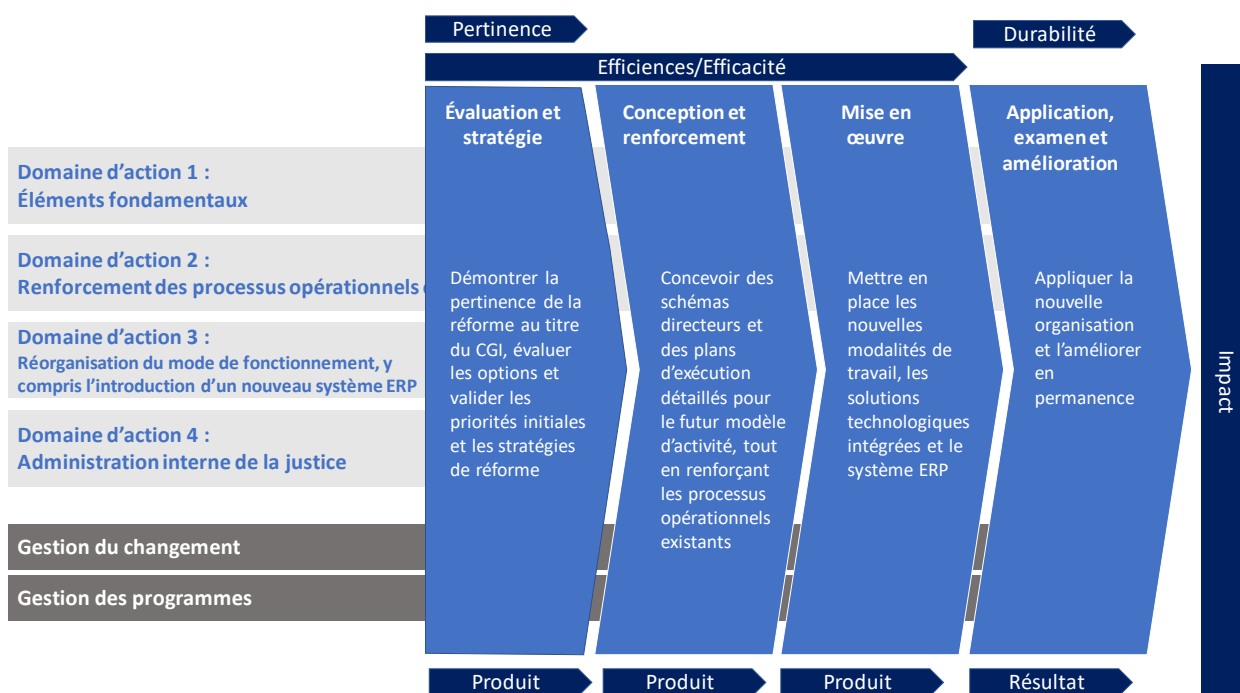 Pertinence
Durabilité
Efficiences/Efficacité
Évaluation et
stratégie
Conception et
renforcement
Mise en
œuvre
Application,
examen et
amélioration
Domaine d’action 1 :
Éléments fondamentaux
Domaine d’action 2 :
Renforcement des processus opérationnels
Domaine d’action 3 :
Réorganisation du mode de fonctionnement, y
compris l’introduction d’un nouveau système ERP
Domaine d’action 4 :
Administration interne de la justice
Gestion du changement
Gestion des programmes
Démontrer la
pertinence de la
réforme au titre
du CGI, évaluer
les options et
valider les
priorités initiales
et les stratégies
de réforme
Concevoir des
schémas
directeurs et
des plans
d’exécution
détaillés pour
le futur modèle
d’activité, tout
en renforçant
les processus
opérationnels
existants
Mettre en
place les
nouvelles
modalités de
travail, les
solutions
technologiques
intégrées et le
système ERP
Appliquer la
nouvelle
organisation
et l’améliorer
en
permanence
Impact
Produit
Produit
Produit
Résultat